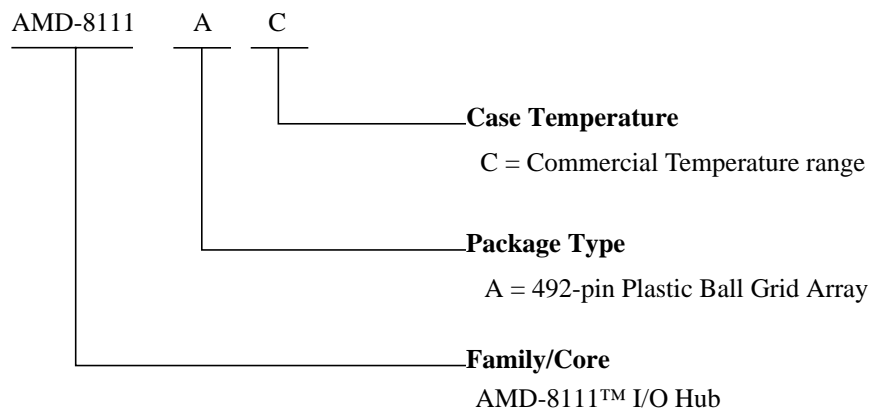 AMD-8111 A C
Case Temperature
C = Commercial Temperature range
Package Type
A = 492-pin Plastic Ball Grid Array
Family/Core
AMD-8111™ I/O Hub